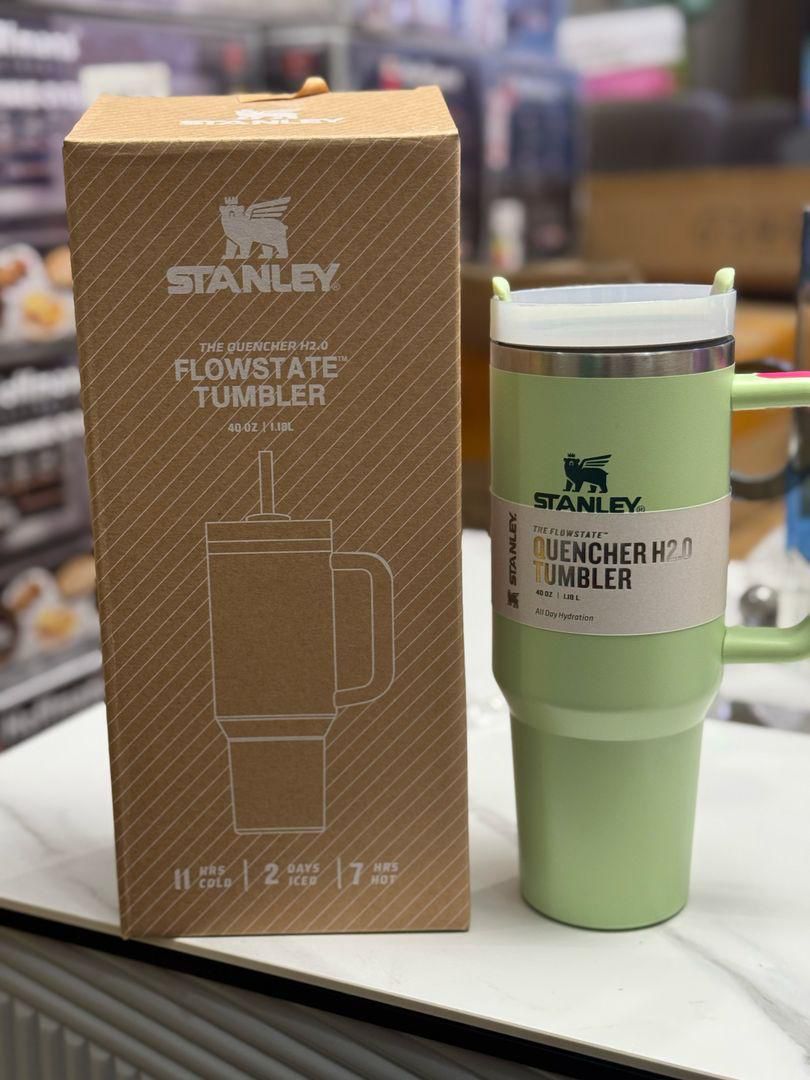 STANLEY
STANLEY®
THE QUENCHER H2.0
FLOWSTATE™
TUMBLER
40 OZ | 1.18L
11 HRS COLD | 2 DAYS ICED | 7 HRS HOT
STANLEY®
STANLEY.
THE FLOWSTATE™
QUENCHER H2.0
TUMBLER
40 OZ | 1.18 L
All Day Hydration